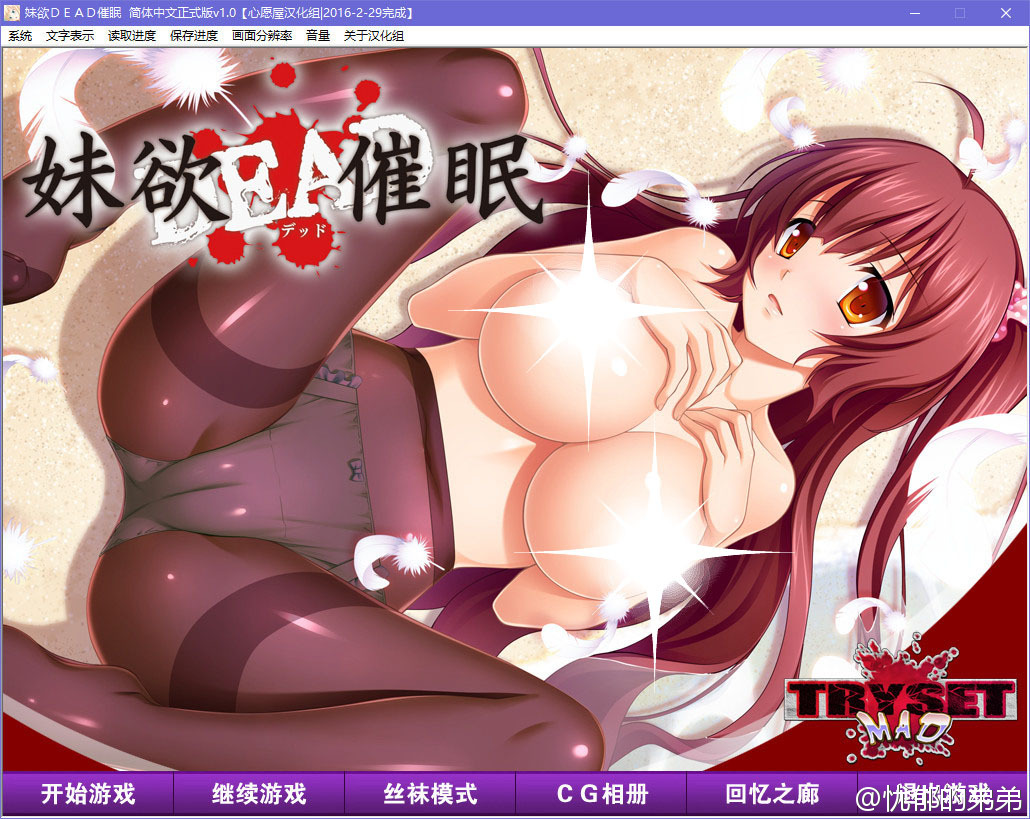 妹欲ＤＥＡＤ催眠 简体中文正式版v1.0【心愿屋汉化组|2016-2-29完成】
系统 文字表示 读取进度 保存进度 画面分辨率 音量 关于汉化组
妹欲DEAD催眠
デッド
TRYSET
MAD
开始游戏 继续游戏 丝袜模式 ＣＧ相册 回忆之廊 退出游戏
@忧郁的弟弟